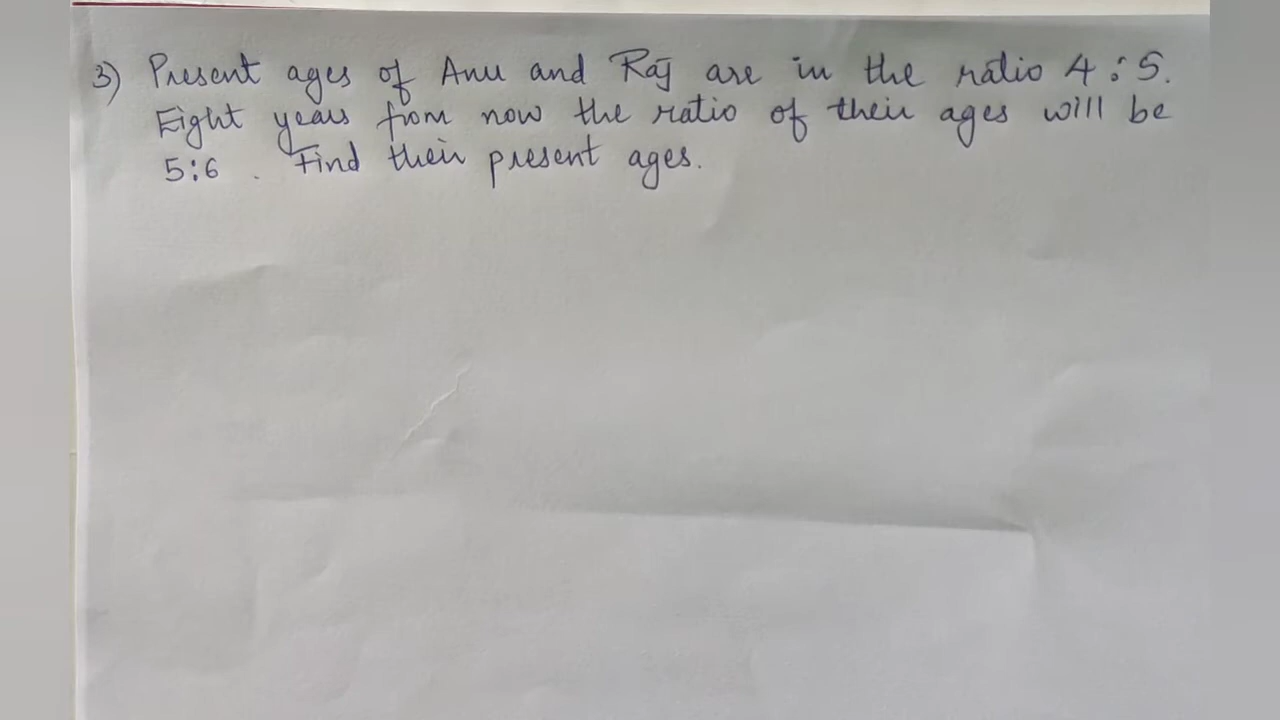 3) Present ages of Anu and Raj are in the ratio 4:5.
Eight years from now the ratio of their ages will be
5:6 . Find their present ages.